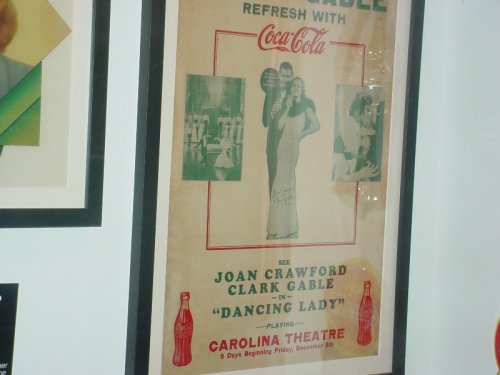 GABLE
REFRESH WITH
Coca-Cola
SEE
JOAN CRAWFORD
CLARK GABLE
— IN —
"DANCING LADY"
— PLAYING —
CAROLINA THEATRE
5 Days Beginning Friday, December 8th